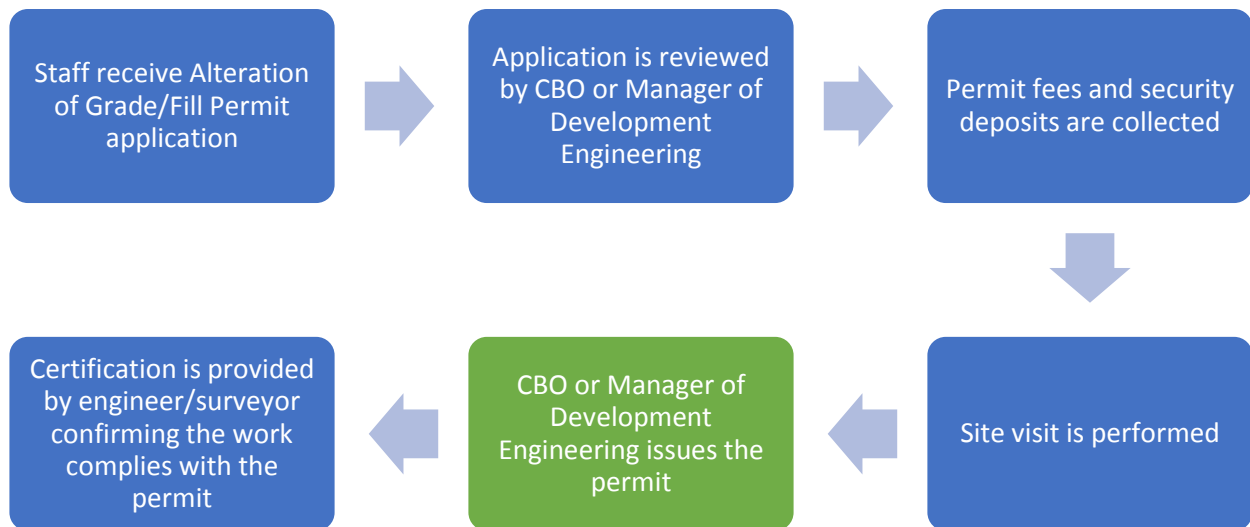 Staff receive Alteration
of Grade/Fill Permit
application
Application is reviewed
by CBO or Manager of
Development
Engineering
Permit fees and security
deposits are collected
Site visit is performed
CBO or Manager of
Development
Engineering issues the
permit
Certification is provided
by engineer/surveyor
confirming the work
complies with the
permit